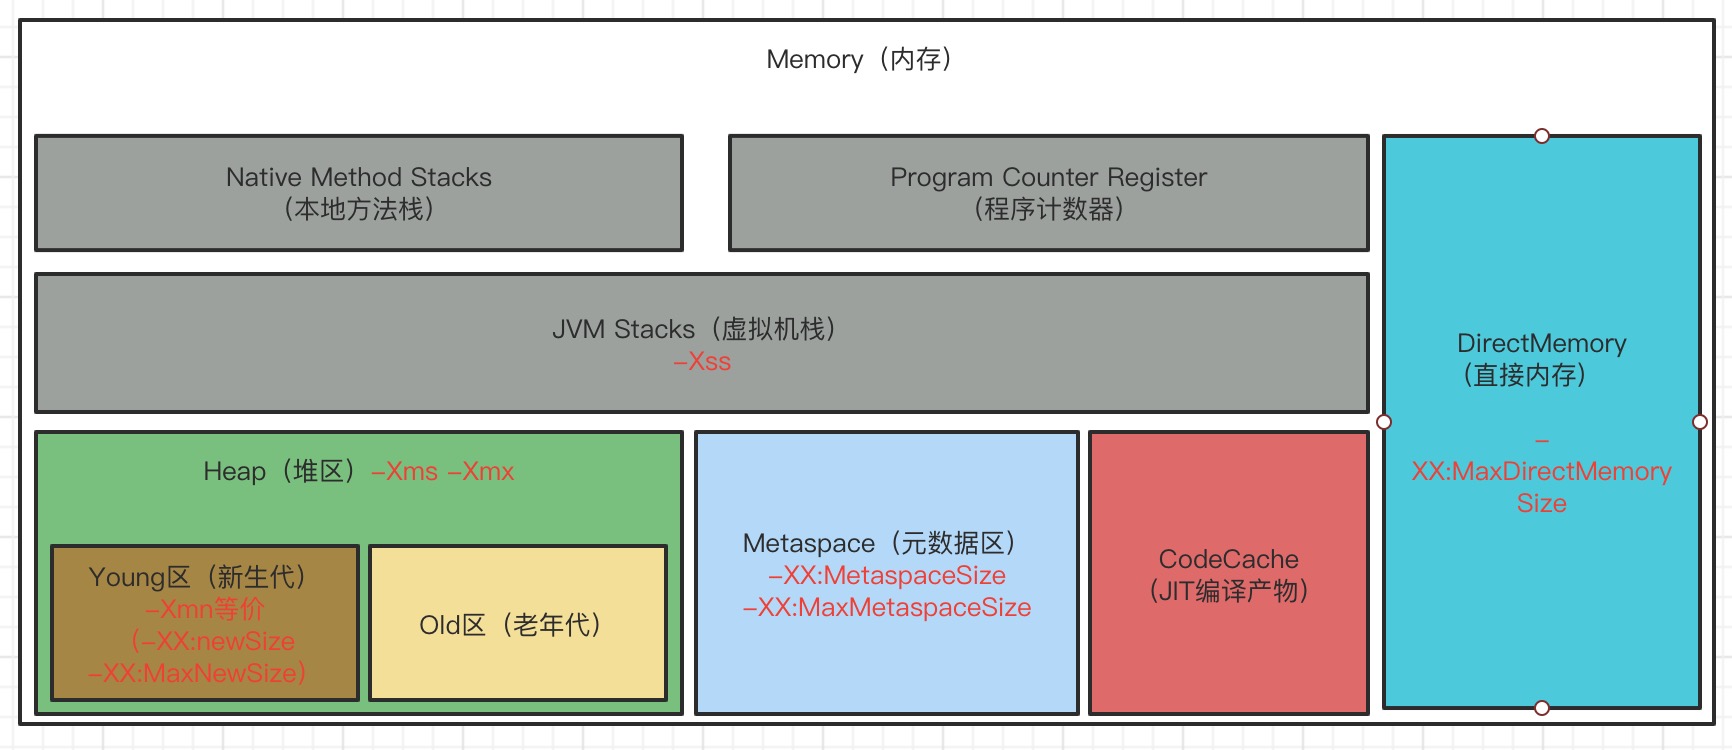 Memory（内存）
Native Method Stacks
（本地方法栈）
Program Counter Register
（程序计数器）
JVM Stacks（虚拟机栈）
-Xss
Heap（堆区）-Xms -Xmx
Young区（新生代）
-Xmn等价
（-XX:newSize
-XX:MaxNewSize）
Old区（老年代）
Metaspace（元数据区）
-XX:MetaspaceSize
-XX:MaxMetaspaceSize
CodeCache
（JIT编译产物）
DirectMemory
（直接内存）
-
XX:MaxDirectMemory
Size